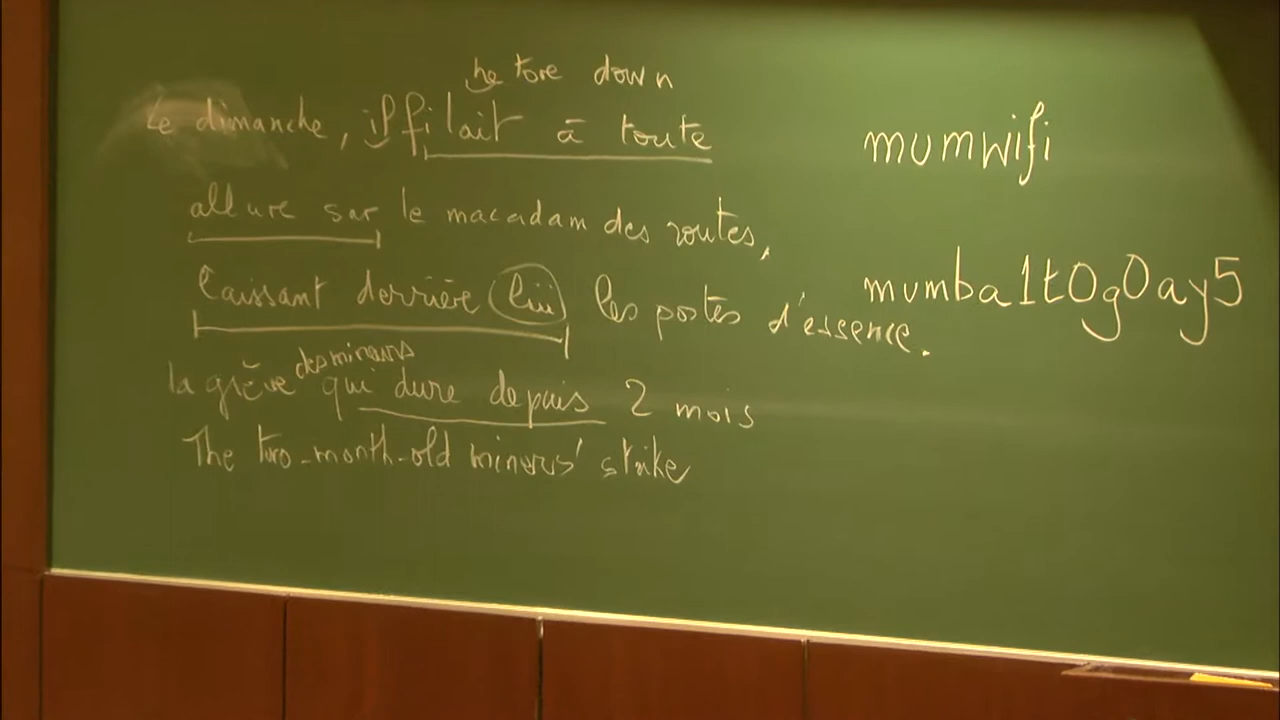 he tore down
Le dimanche, il filait à toute
allure sur le macadam des routes,
laissant derrière lui les postes d'essence.
des mineurs
la grève qui dure depuis 2 mois
The two-month-old miners' strike
mumwifi
mumba1t0g0ay5